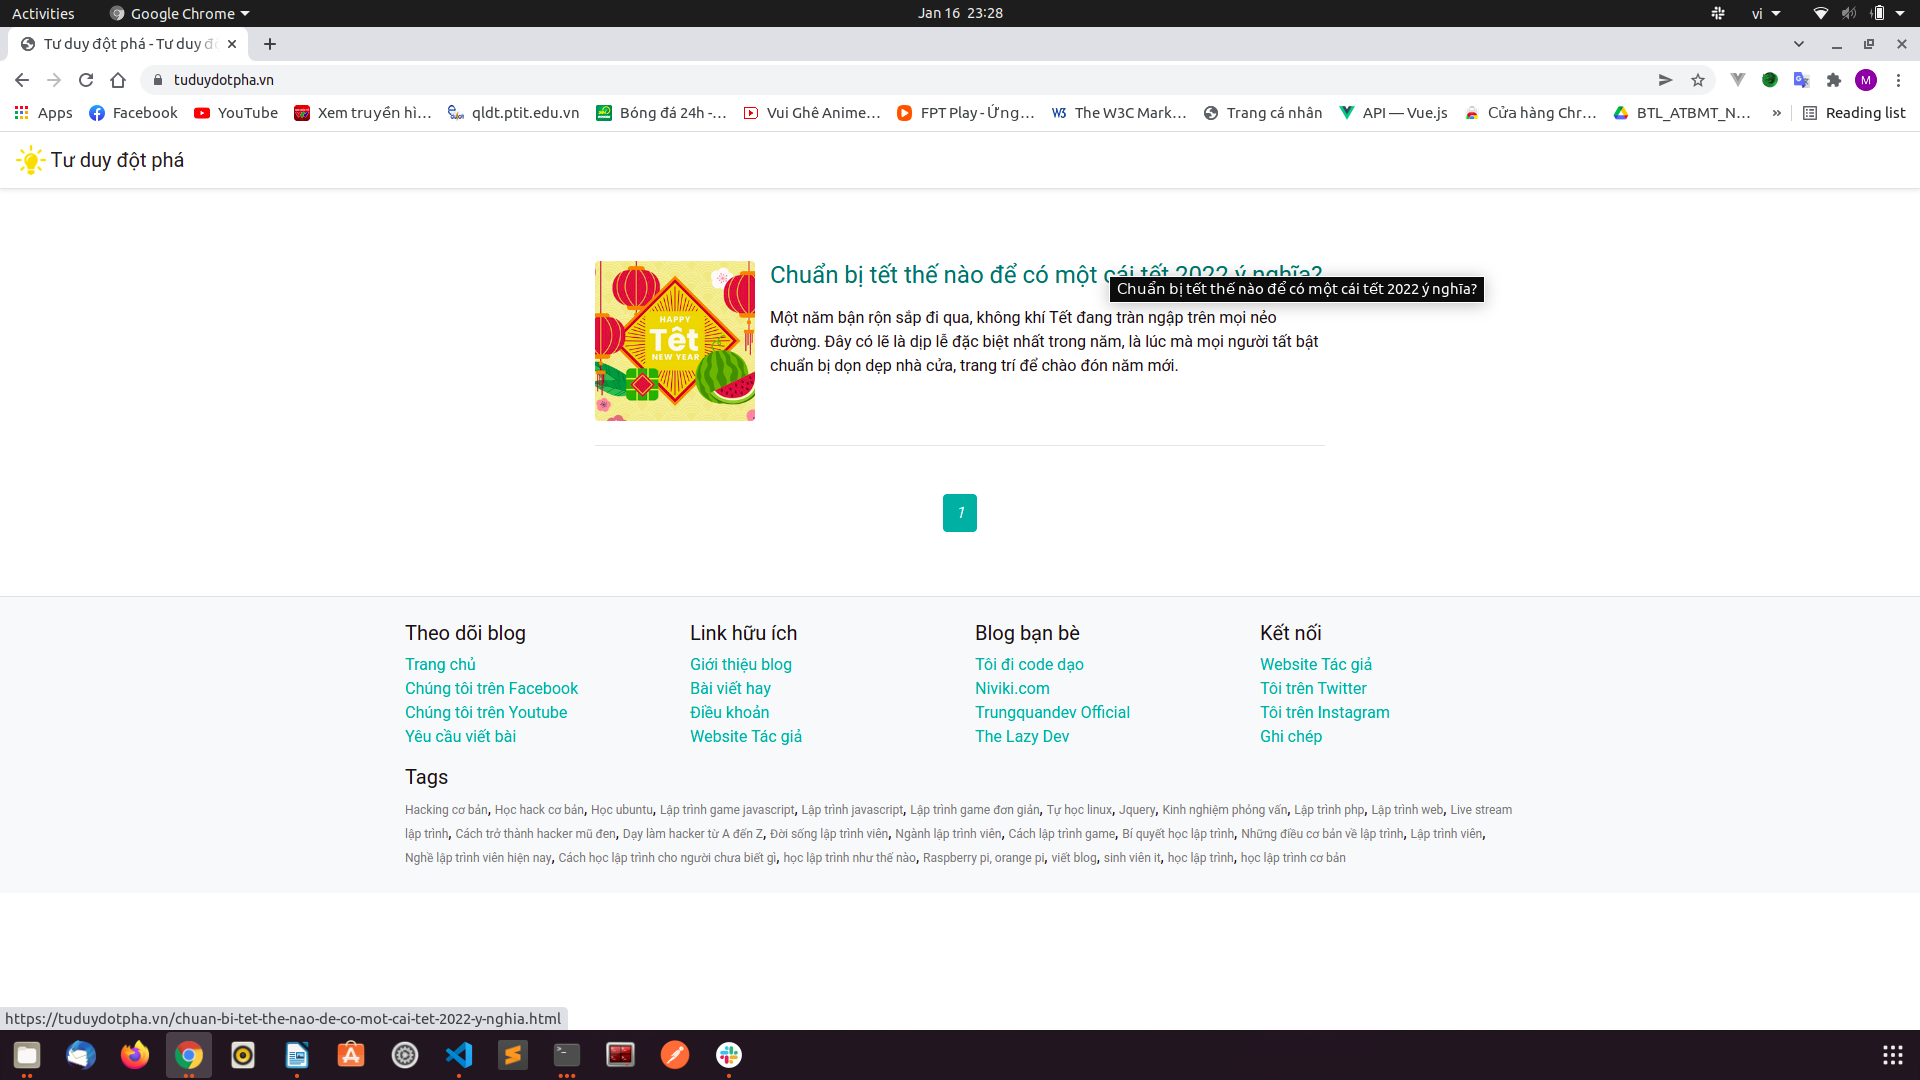 Activities
Google Chrome
Jan 16 23:28
vi
Tư duy đột phá - Tư duy
tuduydotpha.vn
M
Apps
Facebook
YouTube
Xem truyền hì...
qldt.ptit.edu.vn
Bóng đá 24h -...
Vui Ghê Anime...
FPT Play - Ứng...
The W3C Mark...
Trang cá nhân
API — Vue.js
Cửa hàng Chr...
BTL_ATBMT_N...
»
Reading list
Tư duy đột phá
HAPPY
Tết
NEW YEAR
Chuẩn bị tết thế nào để có một cái tết 2022 ý nghĩa?
Chuẩn bị tết thế nào để có một cái tết 2022 ý nghĩa?
Một năm bận rộn sắp đi qua, không khí Tết đang tràn ngập trên mọi nẻo
đường. Đây có lẽ là dịp lễ đặc biệt nhất trong năm, là lúc mà mọi người tất bật
chuẩn bị dọn dẹp nhà cửa, trang trí để chào đón năm mới.
1
Theo dõi blog
Trang chủ
Chúng tôi trên Facebook
Chúng tôi trên Youtube
Yêu cầu viết bài
Link hữu ích
Giới thiệu blog
Bài viết hay
Điều khoản
Website Tác giả
Blog bạn bè
Tôi đi code dạo
Niviki.com
Trungquandev Official
The Lazy Dev
Kết nối
Website Tác giả
Tôi trên Twitter
Tôi trên Instagram
Ghi chép
Tags
Hacking cơ bản, Học hack cơ bản, Học ubuntu, Lập trình game javascript, Lập trình javascript, Lập trình game đơn giản, Tự học linux, Jquery, Kinh nghiệm phỏng vấn, Lập trình php, Lập trình web, Live stream
lập trình, Cách trở thành hacker mũ đen, Dạy làm hacker từ A đến Z, Đời sống lập trình viên, Ngành lập trình viên, Cách lập trình game, Bí quyết học lập trình, Những điều cơ bản về lập trình, Lập trình viên,
Nghề lập trình viên hiện nay, Cách học lập trình cho người chưa biết gì, học lập trình như thế nào, Raspberry pi, orange pi, viết blog, sinh viên it, học lập trình, học lập trình cơ bản
https://tuduydotpha.vn/chuan-bi-tet-the-nao-de-co-mot-cai-tet-2022-y-nghia.html